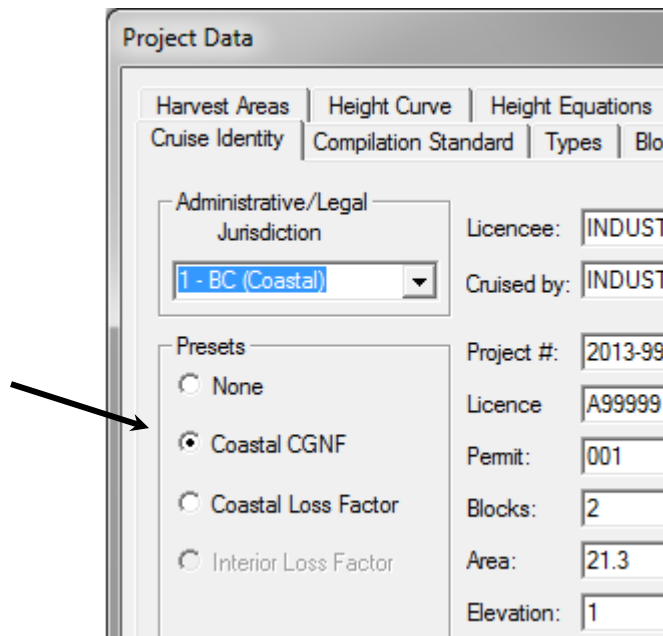 Project Data
Harvest Areas
Height Curve
Height Equations
Cruise Identity
Compilation Standard
Types
Blo
Administrative/Legal
Jurisdiction
1 - BC (Coastal)
Presets
None
Coastal CGNF
Coastal Loss Factor
Interior Loss Factor
Licencee: INDUST
Cruised by: INDUST
Project #: 2013-99
Licence A99999
Permit: 001
Blocks: 2
Area: 21.3
Elevation: 1